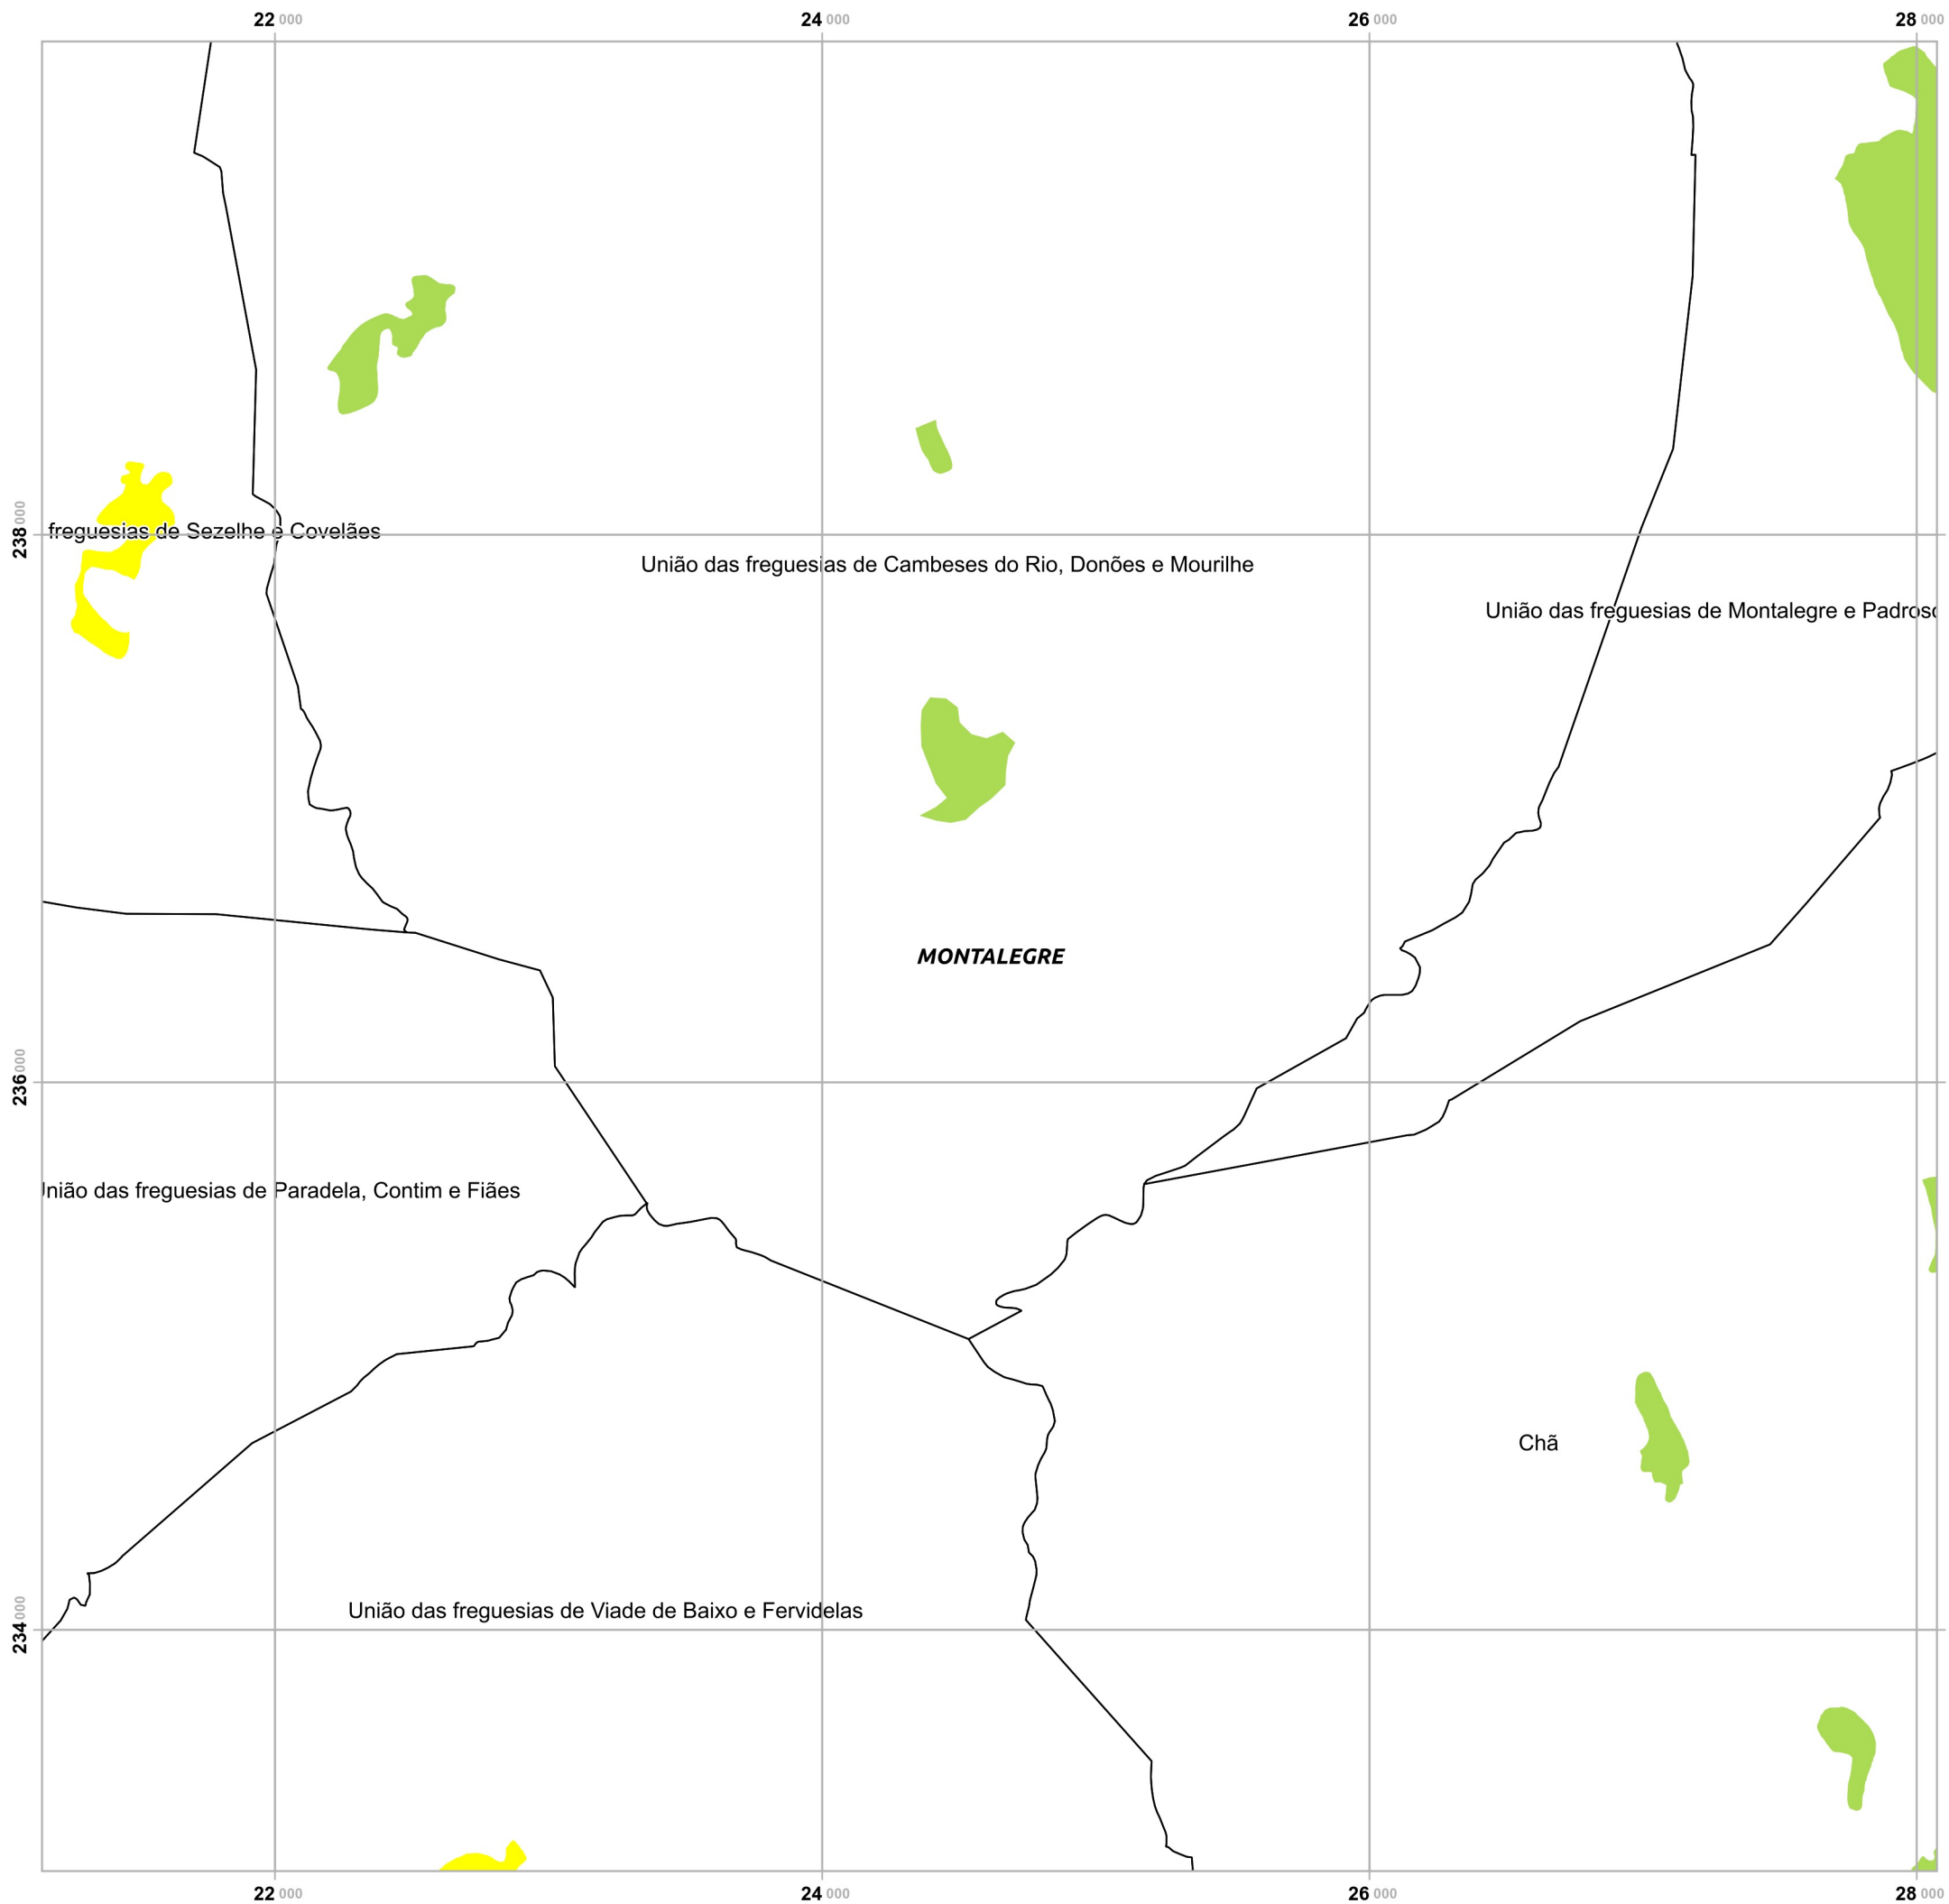 22 000 24 000 26 000 28 000
238 000
freguesias de Sezelhe e Covelães
União das freguesias de Cambeses do Rio, Donões e Mourilhe
União das freguesias de Montalegre e Padroso
MONTALEGRE
236 000
União das freguesias de Paradela, Contim e Fiães
Chã
União das freguesias de Viade de Baixo e Fervidelas
234 000
22 000 24 000 26 000 28 000